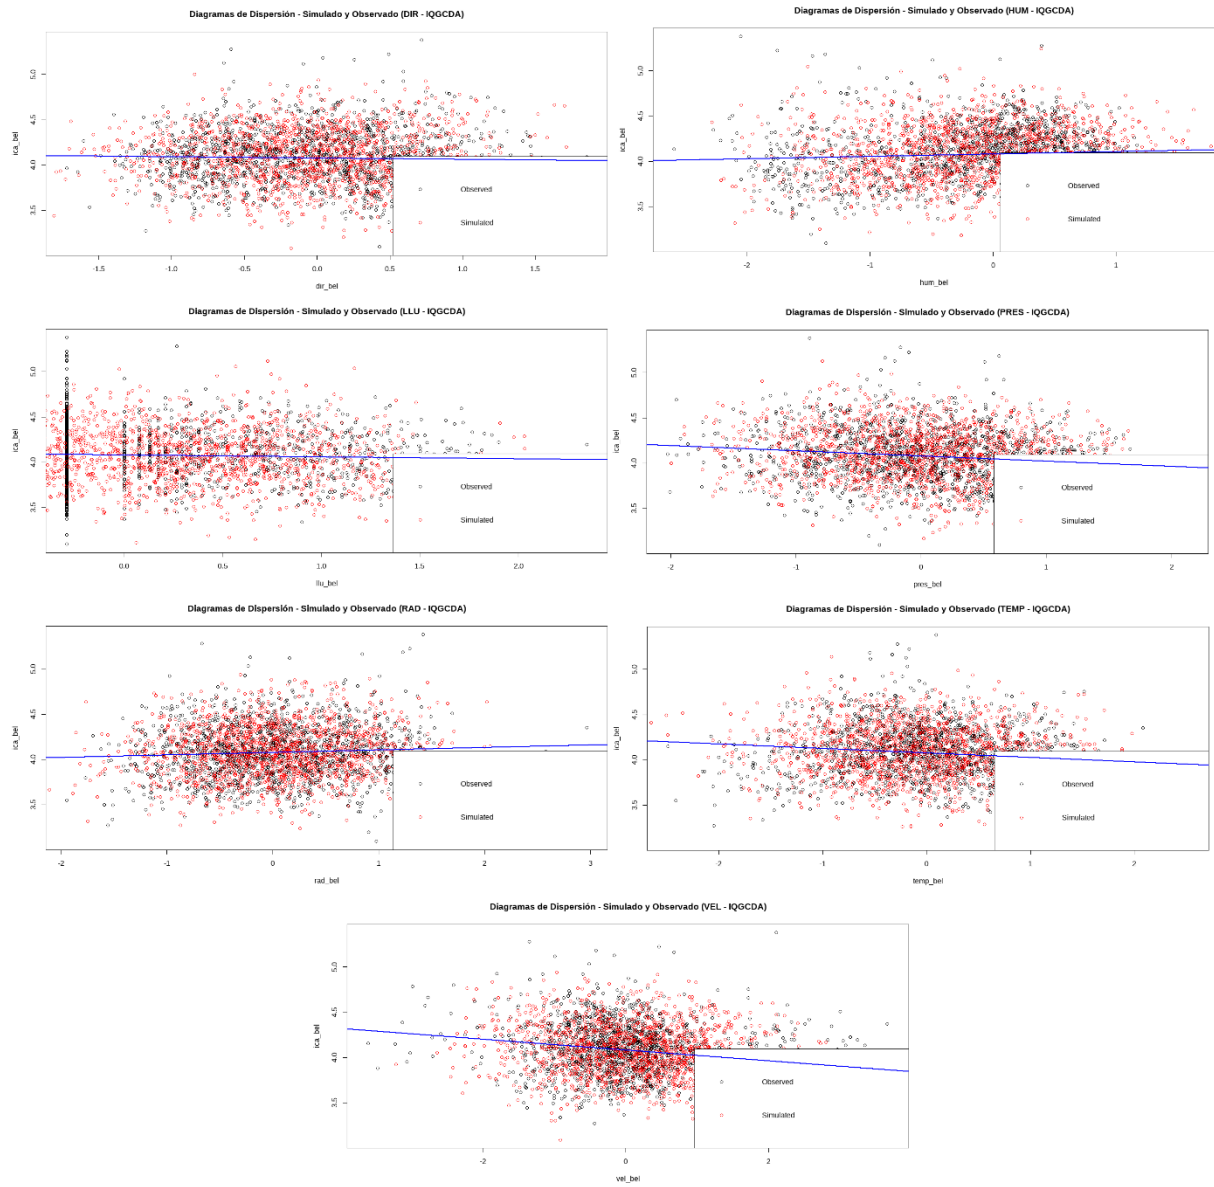 Diagramas de Dispersión - Simulado y Observado (DIR - IQGCDA)
ica_bel
5.0
4.5
4.0
3.5
Observed
Simulated
-1.5 -1.0 -0.5 0.0 0.5 1.0 1.5
dir_bel
Diagramas de Dispersión - Simulado y Observado (HUM - IQGCDA)
ica_bel
5.0
4.5
4.0
3.5
Observed
Simulated
-2 -1 0 1
hum_bel
Diagramas de Dispersión - Simulado y Observado (LLU - IQGCDA)
ica_bel
5.0
4.5
4.0
3.5
Observed
Simulated
0.0 0.5 1.0 1.5 2.0
llu_bel
Diagramas de Dispersión - Simulado y Observado (PRES - IQGCDA)
ica_bel
5.0
4.5
4.0
3.5
Observed
Simulated
-2 -1 0 1 2
pres_bel
Diagramas de Dispersión - Simulado y Observado (RAD - IQGCDA)
ica_bel
5.0
4.5
4.0
3.5
Observed
Simulated
-2 -1 0 1 2 3
rad_bel
Diagramas de Dispersión - Simulado y Observado (TEMP - IQGCDA)
ica_bel
5.0
4.5
4.0
3.5
Observed
Simulated
-2 -1 0 1 2
temp_bel
Diagramas de Dispersión - Simulado y Observado (VEL - IQGCDA)
ica_bel
5.0
4.5
4.0
3.5
Observed
Simulated
-2 0 2
vel_bel